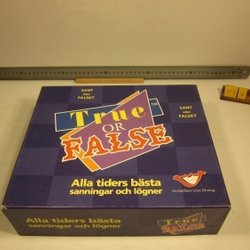 SANT
eller
FALSKT
SANT
eller
FALSKT
True
OR
FALSE
Alla tiders bästa
sanningar och lögner
Alla tiders bästa
sanningar och lögner
True
OR
FALSE